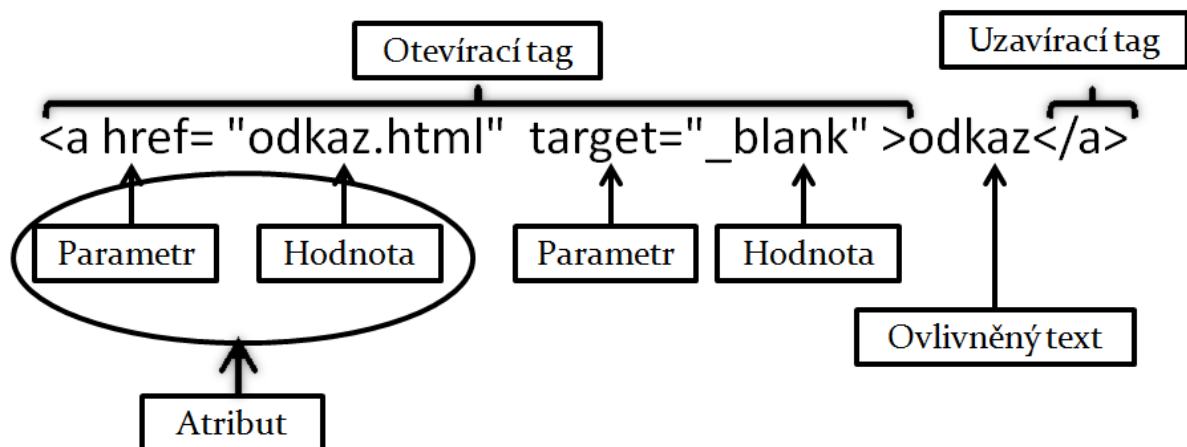 Otevírací tag
Uzavírací tag
<a href= "odkaz.html"  target="_blank" >odkaz</a>
Parametr
Hodnota
Parametr
Hodnota
Ovlivněný text
Atribut